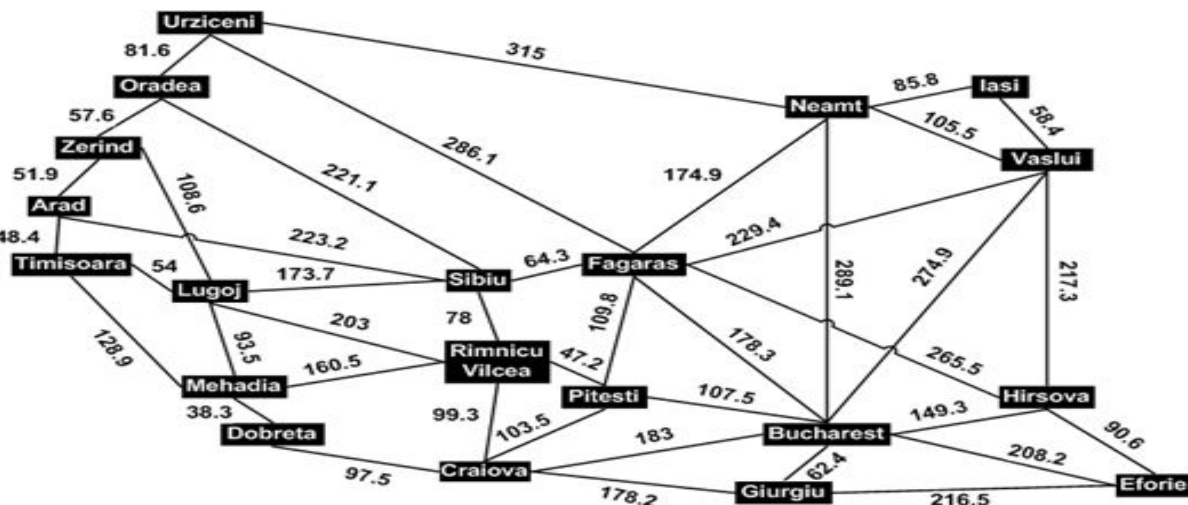 Urziceni
81.6
315
Oradea
85.8
Iasi
Neamt
57.6
105.5
58.4
Zerind
286.1
Vaslui
51.9
108.6
221.1
174.9
Arad
229.4
48.4
223.2
Timisoara
54
173.7
Sibiu
64.3
Fagaras
289.1
274.9
217.3
Lugoj
109.8
203
78
128.9
93.5
160.5
Rimnicu
Vilcea
47.2
178.3
265.5
Mehadia
Pitesti
107.5
Hirsova
38.3
99.3
103.5
149.3
90.6
Dobreta
183
Bucharest
208.2
97.5
Craiova
62.4
178.2
Giurgiu
216.5
Eforie